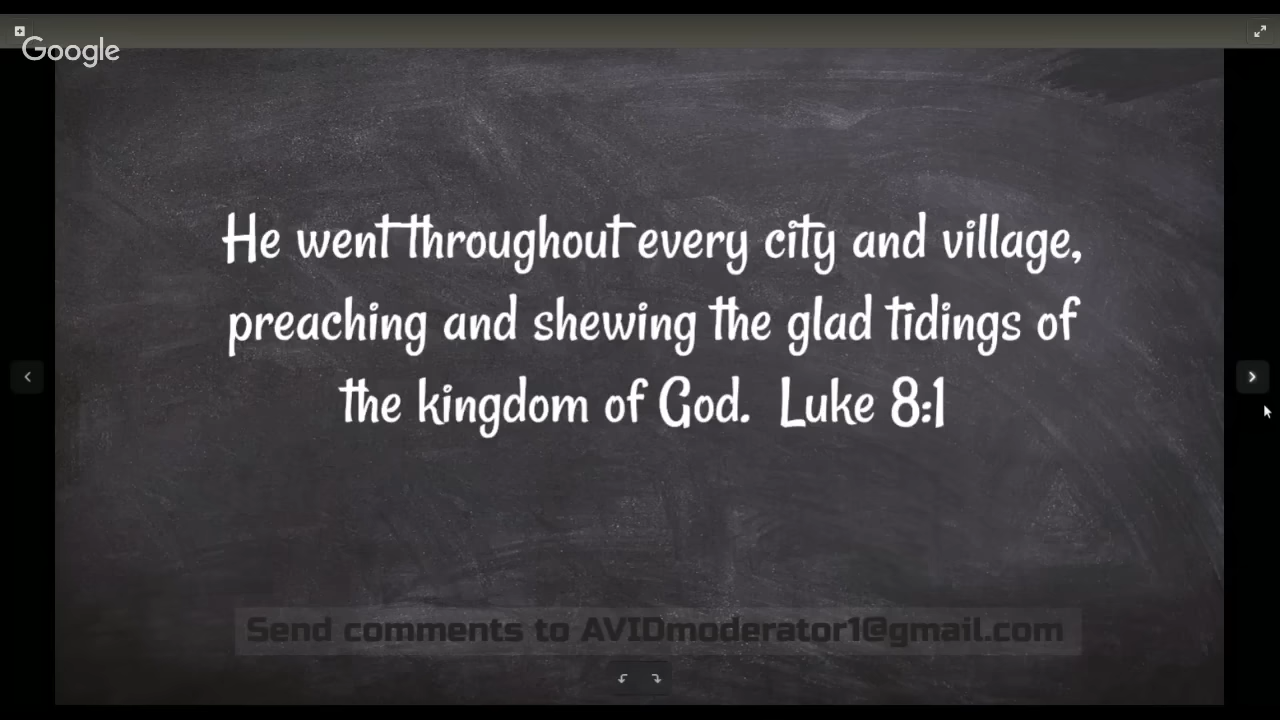 Google
He went throughout every city and village,
preaching and shewing the glad tidings of
the kingdom of God. Luke 8:1
Send comments to AVIDmoderator1@gmail.com